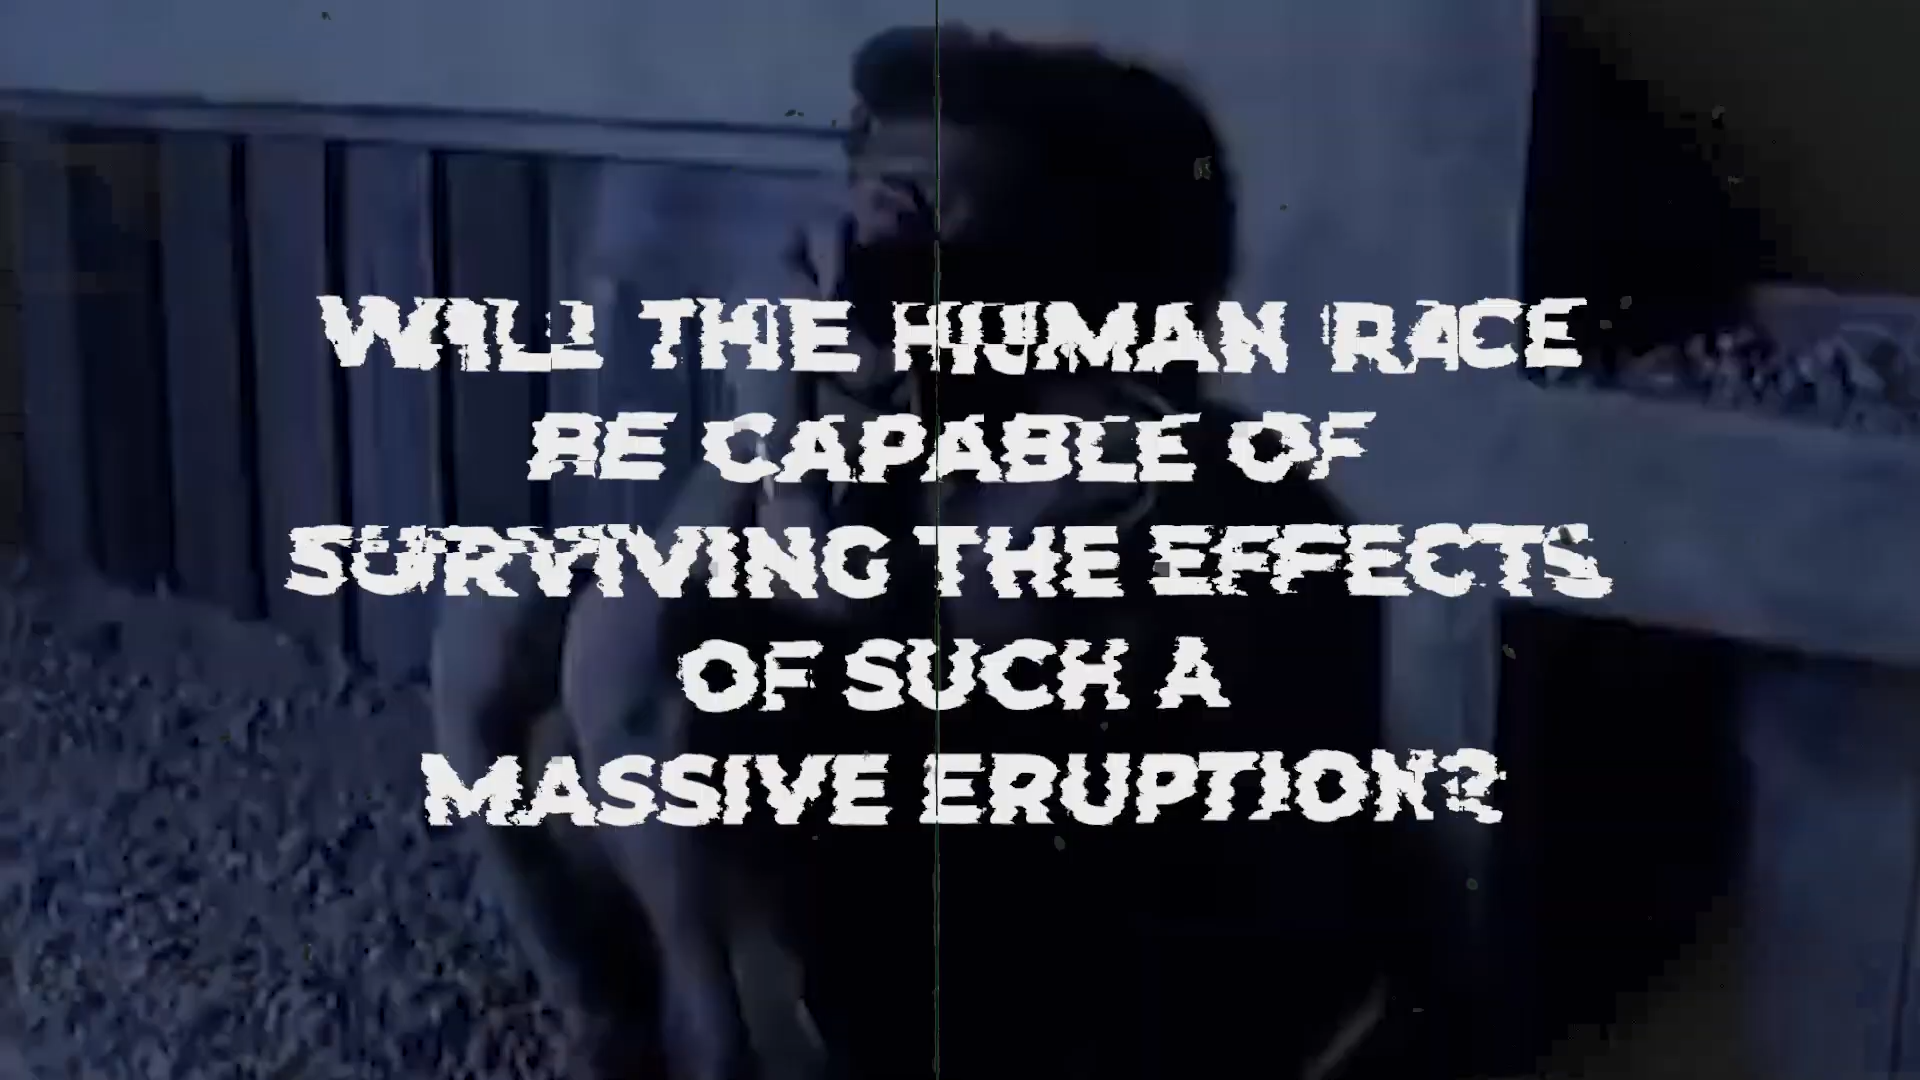 WILL THE HUMAN RACE
BE CAPABLE OF
SURVIVING THE EFFECTS
OF SUCH A
MASSIVE ERUPTION?